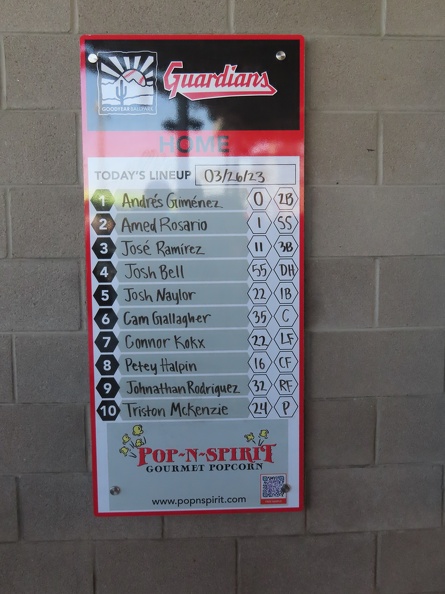 GOODYEAR BALLPARK
Guardians
HOME
TODAY'S LINEUP 03/26/23
1 Andrés Giménez 0 2B
2 Amed Rosario 1 SS
3 José Ramírez 11 3B
4 Josh Bell 55 DH
5 Josh Naylor 22 1B
6 Cam Gallagher 35 C
7 Connor Kokx 22 LF
8 Petey Halpin 16 CF
9 Johnathan Rodriguez 32 RF
10 Triston McKenzie 24 P
POP-N-SPIRIT
GOURMET POPCORN
www.popnspirit.com